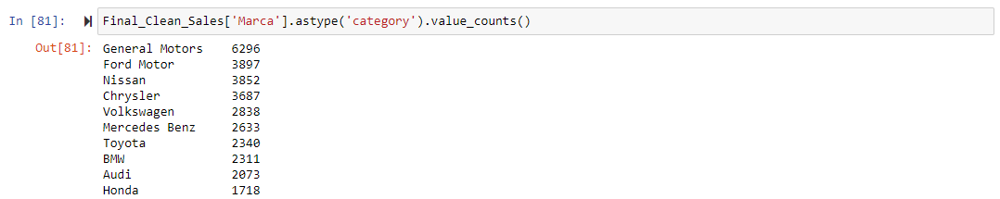 In [81]: Final_Clean_Sales['Marca'].astype('category').value_counts()
Out[81]: General Motors 6296
Ford Motor 3897
Nissan 3852
Chrysler 3687
Volkswagen 2838
Mercedes Benz 2633
Toyota 2340
BMW 2311
Audi 2073
Honda 1718